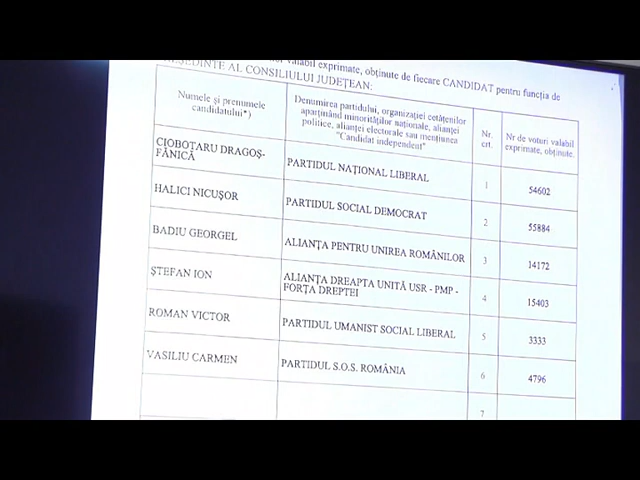 valabil exprimate, obținute de fiecare CANDIDAT pentru funcția de
PREȘEDINTE AL CONSILIULUI JUDEȚEAN:
Numele și prenumele
candidatului*)
Denumirea partidului, organizației cetățenilor
aparținând minorităților naționale, alianței
politice, alianței electorale sau mențiunea
"Candidat independent"
Nr.
crt.
Nr de voturi valabil
exprimate, obținute.
CIOBOTARU DRAGOȘ-
FĂNICĂ
PARTIDUL NAȚIONAL LIBERAL
1
54602
HALICI NICUȘOR
PARTIDUL SOCIAL DEMOCRAT
2
55884
BADIU GEORGEL
ALIANȚA PENTRU UNIREA ROMÂNILOR
3
14172
ȘTEFAN ION
ALIANȚA DREAPTA UNITĂ USR - PMP -
FORȚA DREPTEI
4
15403
ROMAN VICTOR
PARTIDUL UMANIST SOCIAL LIBERAL
5
3333
VASILIU CARMEN
PARTIDUL S.O.S. ROMÂNIA
6
4796
7